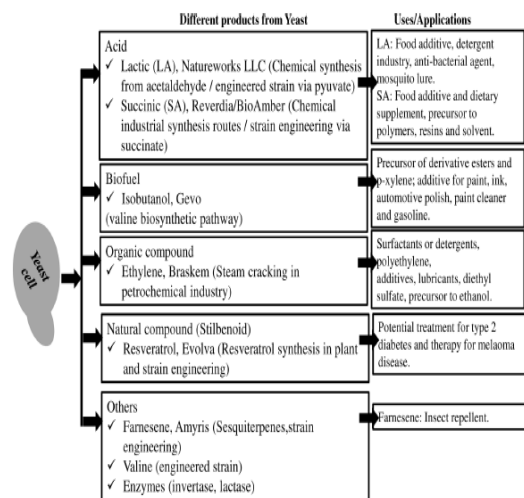 Different products from Yeast
Uses/Applications
Acid
✓ Lactic (LA), Natureworks LLC (Chemical synthesis
from acetaldehyde / engineered strain via pyuvate)
✓ Succinic (SA), Reverdia/BioAmber (Chemical
industrial synthesis routes / strain engineering via
succinate)
LA: Food additive, detergent
industry, anti-bacterial agent,
mosquito lure.
SA: Food additive and dietary
supplement, precursor to
polymers, resins and solvent.
Biofuel
✓ Isobutanol, Gevo
(valine biosynthetic pathway)
Precursor of derivative esters and
p-xylene; additive for paint, ink,
automotive polish, paint cleaner
and gasoline.
Yeast
cell
Organic compound
✓ Ethylene, Braskem (Steam cracking in
petrochemical industry)
Surfactants or detergents,
polyethylene,
additives, lubricants, diethyl
sulfate, precursor to ethanol.
Natural compound (Stilbenoid)
✓ Resveratrol, Evolva (Resveratrol synthesis in plant
and strain engineering)
Potential treatment for type 2
diabetes and therapy for melaoma
disease.
Others
✓ Farnesene, Amyris (Sesquiterpenes,strain
engineering)
✓ Valine (engineered strain)
✓ Enzymes (invertase, lactase)
Farnesene: Insect repellent.